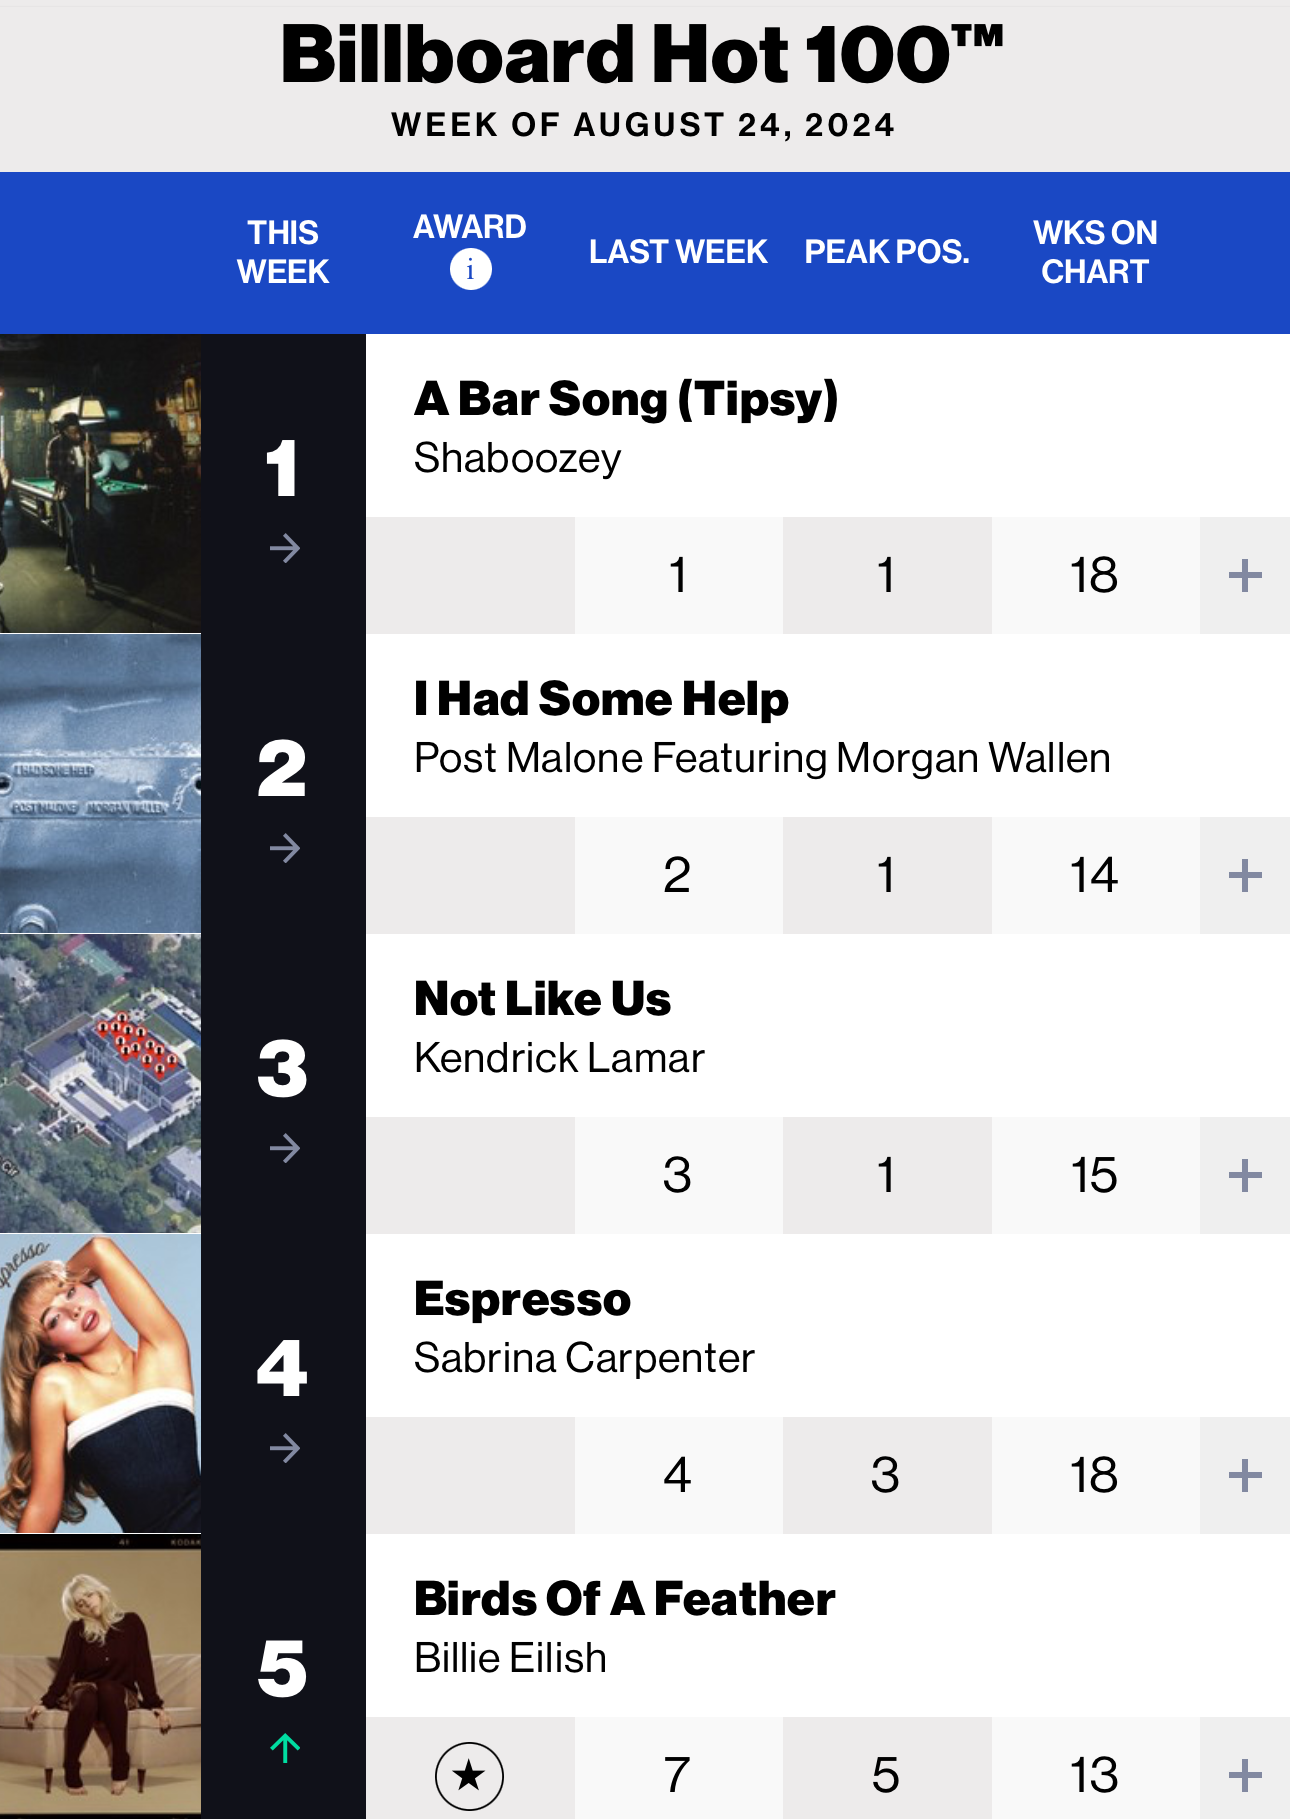 Billboard Hot 100™
WEEK OF AUGUST 24, 2024
THIS
WEEK
AWARD
i
LAST WEEK
PEAK POS.
WKS ON
CHART
1
A Bar Song (Tipsy)
Shaboozey
1 1 18 +
I HAD SOME HELP
POST MALONE MORGAN WALLEN
2
I Had Some Help
Post Malone Featuring Morgan Wallen
2 1 14 +
Cir
3
Not Like Us
Kendrick Lamar
3 1 15 +
presso
4
Espresso
Sabrina Carpenter
4 3 18 +
41 KODAK
5
Birds Of A Feather
Billie Eilish
7 5 13 +